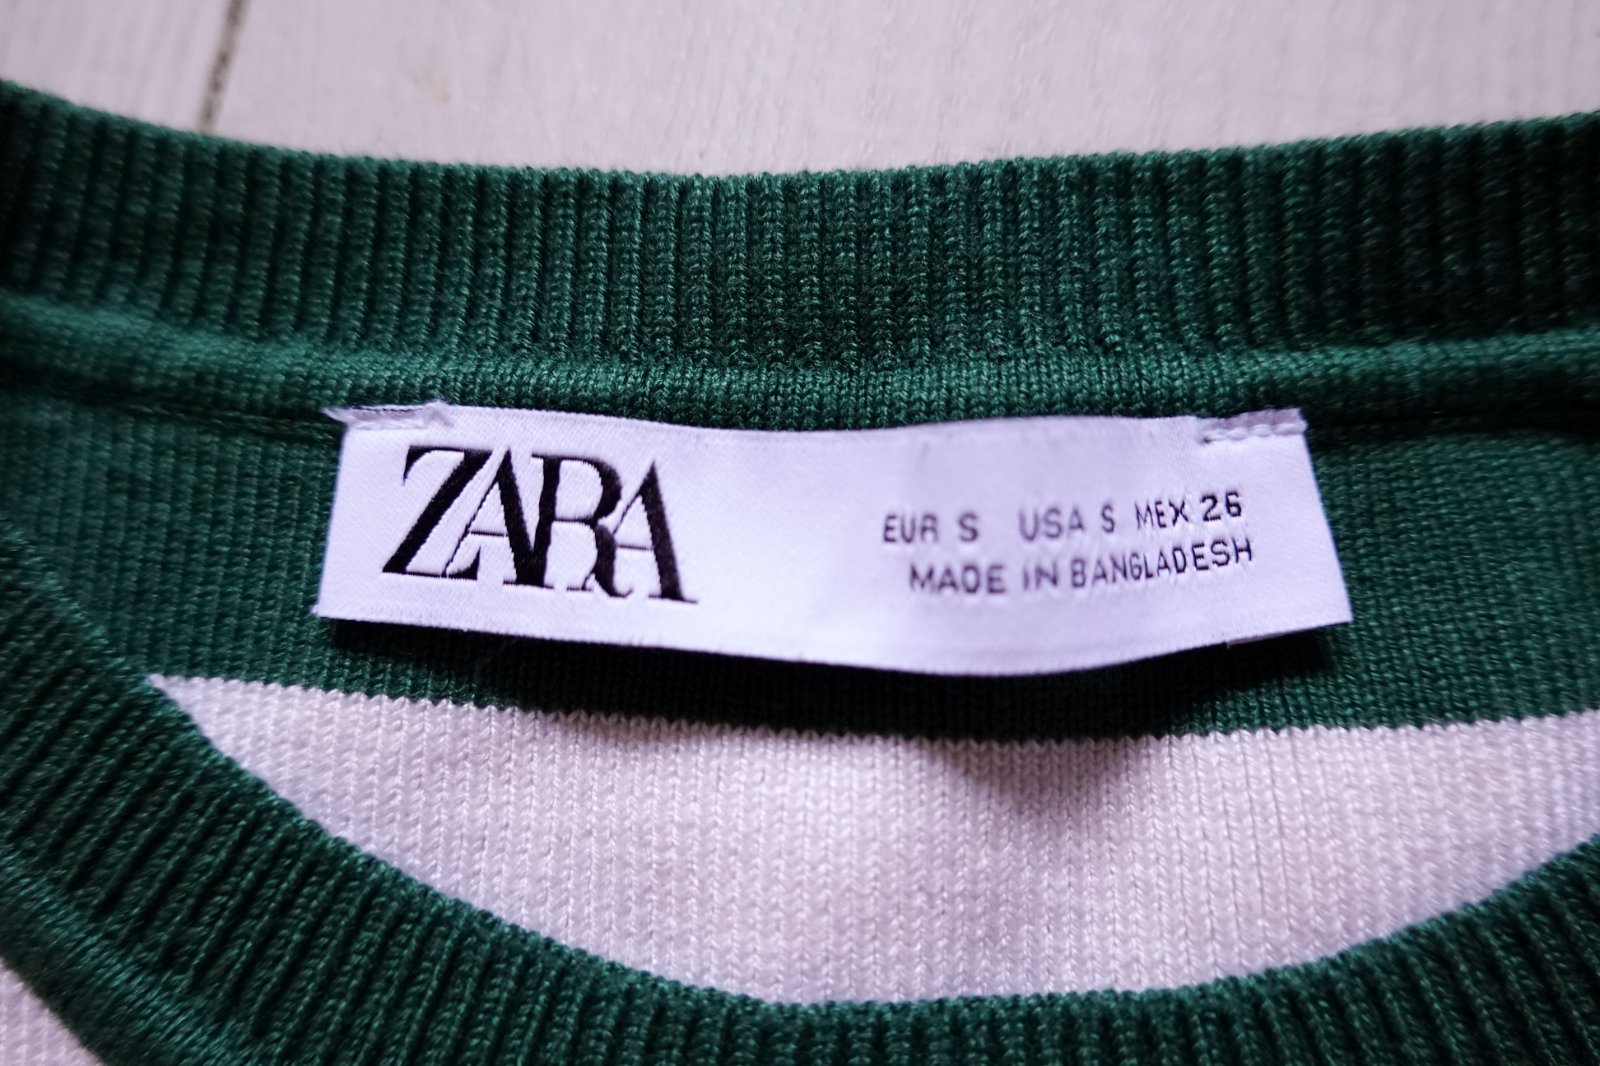 ZARA
EUR S USA S MEX 26
MADE IN BANGLADESH